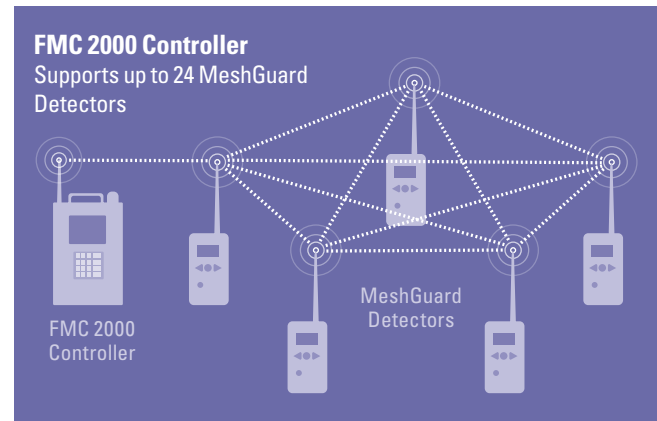 FMC 2000 Controller
Supports up to 24 MeshGuard
Detectors
FMC 2000
Controller
MeshGuard
Detectors